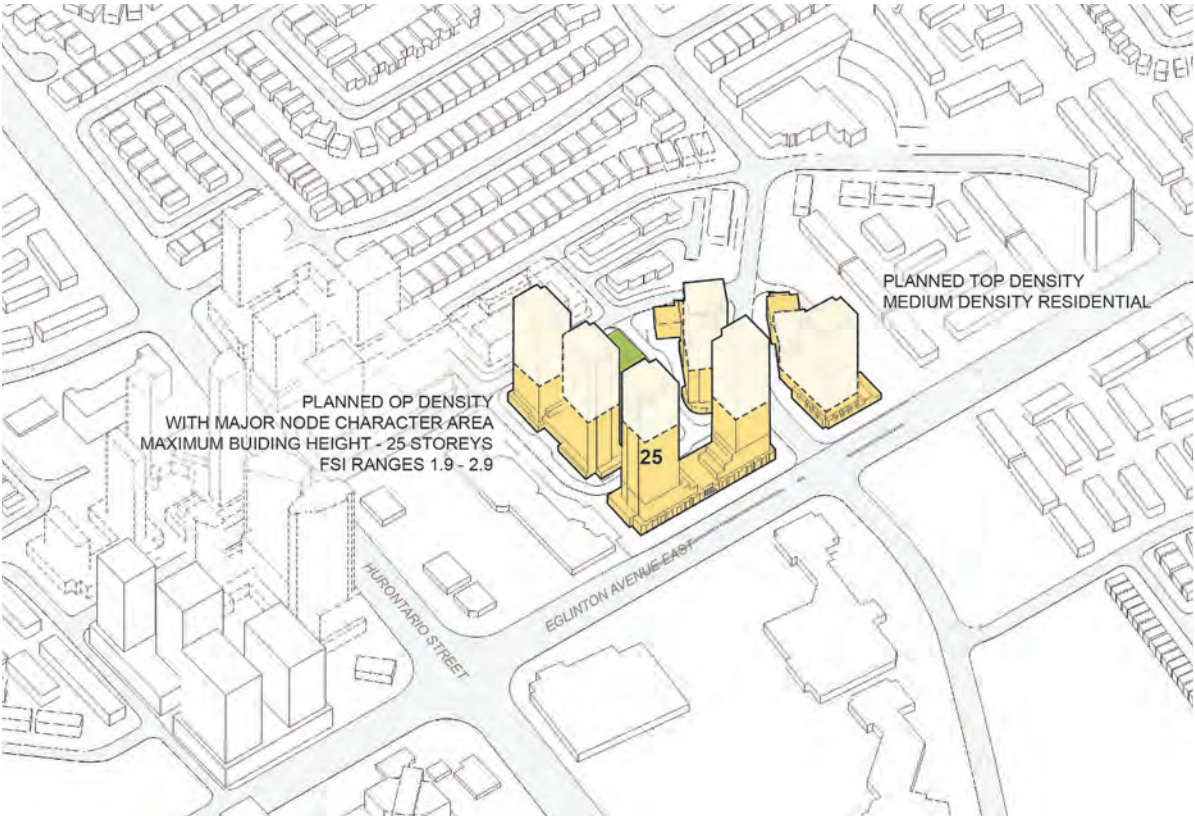 PLANNED TOP DENSITY
MEDIUM DENSITY RESIDENTIAL
PLANNED OP DENSITY
WITH MAJOR NODE CHARACTER AREA
MAXIMUM BUIDING HEIGHT - 25 STOREYS
FSI RANGES 1.9 - 2.9
25
HURONTARIO STREET
EGLINTON AVENUE EAST